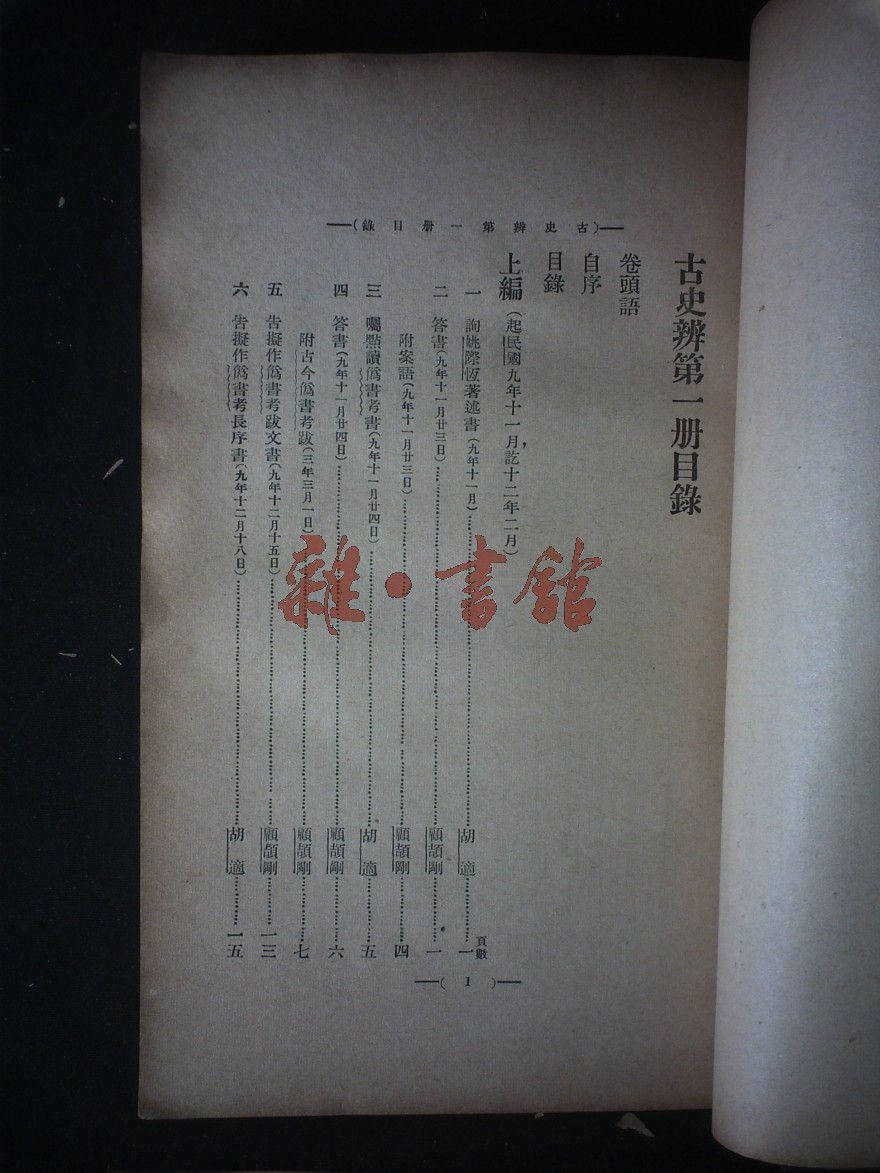 (古史辨第一册目錄)
古史辨第一册目錄
卷頭語
自序
目錄
上編（起民國九年十一月，訖十二年二月）
頁數
一 詢姚際恆著述書（九年十一月）……胡適……一
二 答書（九年十一月廿三日）……顧頡剛……一
附案語（九年十一月廿三日）……顧頡剛……四
三 囑點讀僞書考書（九年十一月廿四日）……胡適……五
四 答書（九年十一月廿四日）……顧頡剛……六
附古今僞書考跋（三年三月一日）……顧頡剛……七
五 告擬作僞書考跋文書（九年十二月十五日）……顧頡剛……一三
六 告擬作僞書考長序書（九年十二月十八日）……胡適……一五
(1)
雜·書館